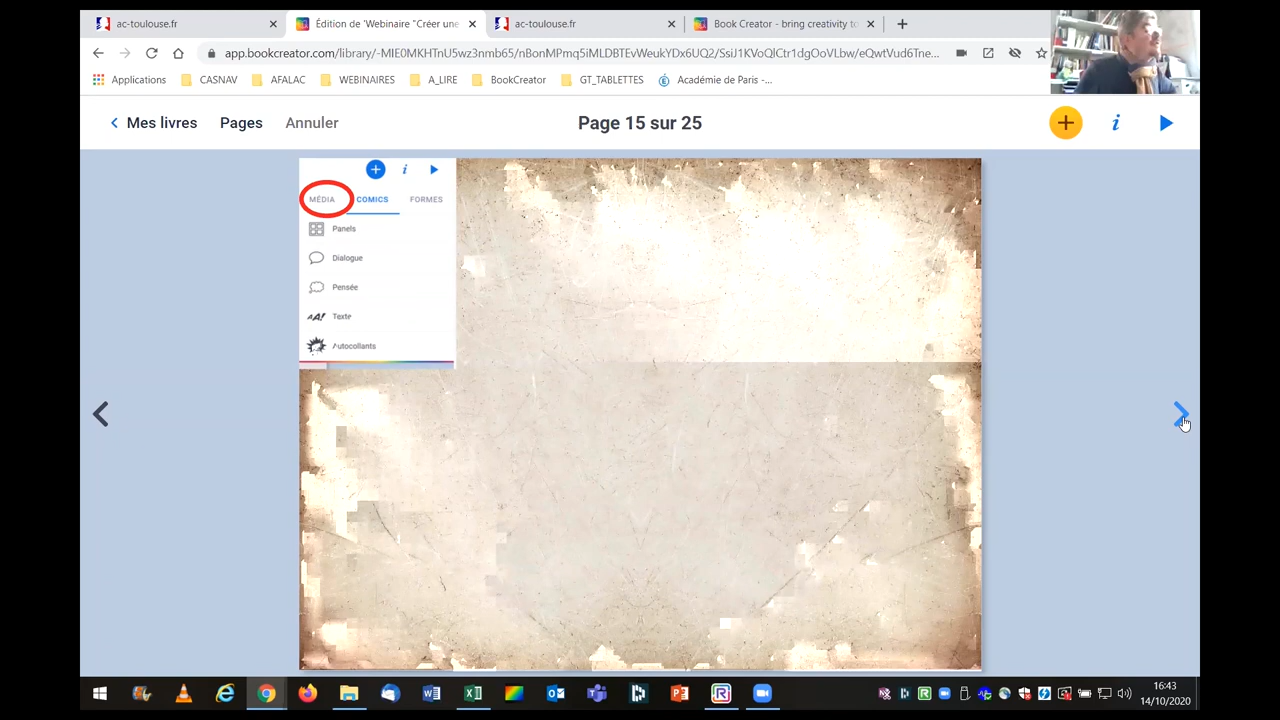 ac-toulouse.fr
Édition de 'Webinaire "Créer une
ac-toulouse.fr
Book Creator - bring creativity to
app.bookcreator.com/library/-MIE0MKHTnU5wz3nmb65/nBonMPmq5iMLDBTEvWeukYDx6UQ2/SsiJ1KVoQlCtr1dgOoVLbw/eQwtVud6Tne...
Applications
CASNAV
AFALAC
WEBINAIRES
A_LIRE
BookCreator
GT_TABLETTES
Académie de Paris -...
Mes livres
Pages
Annuler
Page 15 sur 25
MÉDIA
COMICS
FORMES
Panels
Dialogue
Pensée
AA! Texte
Autocollants
16:43
14/10/2020